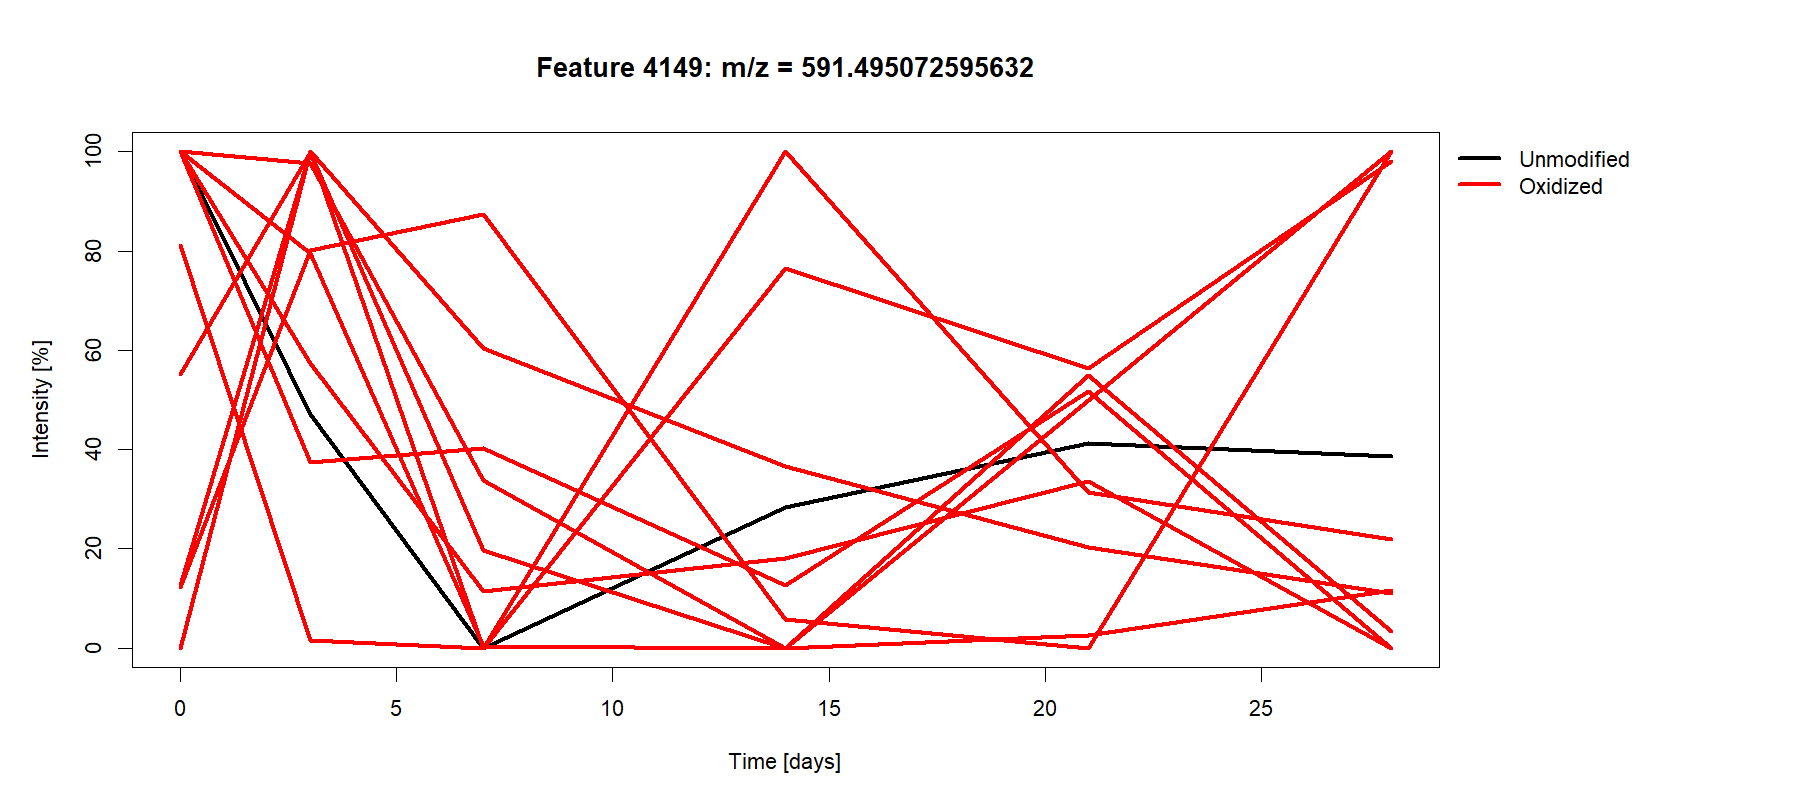 Feature 4149: m/z = 591.495072595632
Unmodified
Oxidized
Intensity [%]
100
80
60
40
20
0
0 5 10 15 20 25
Time [days]